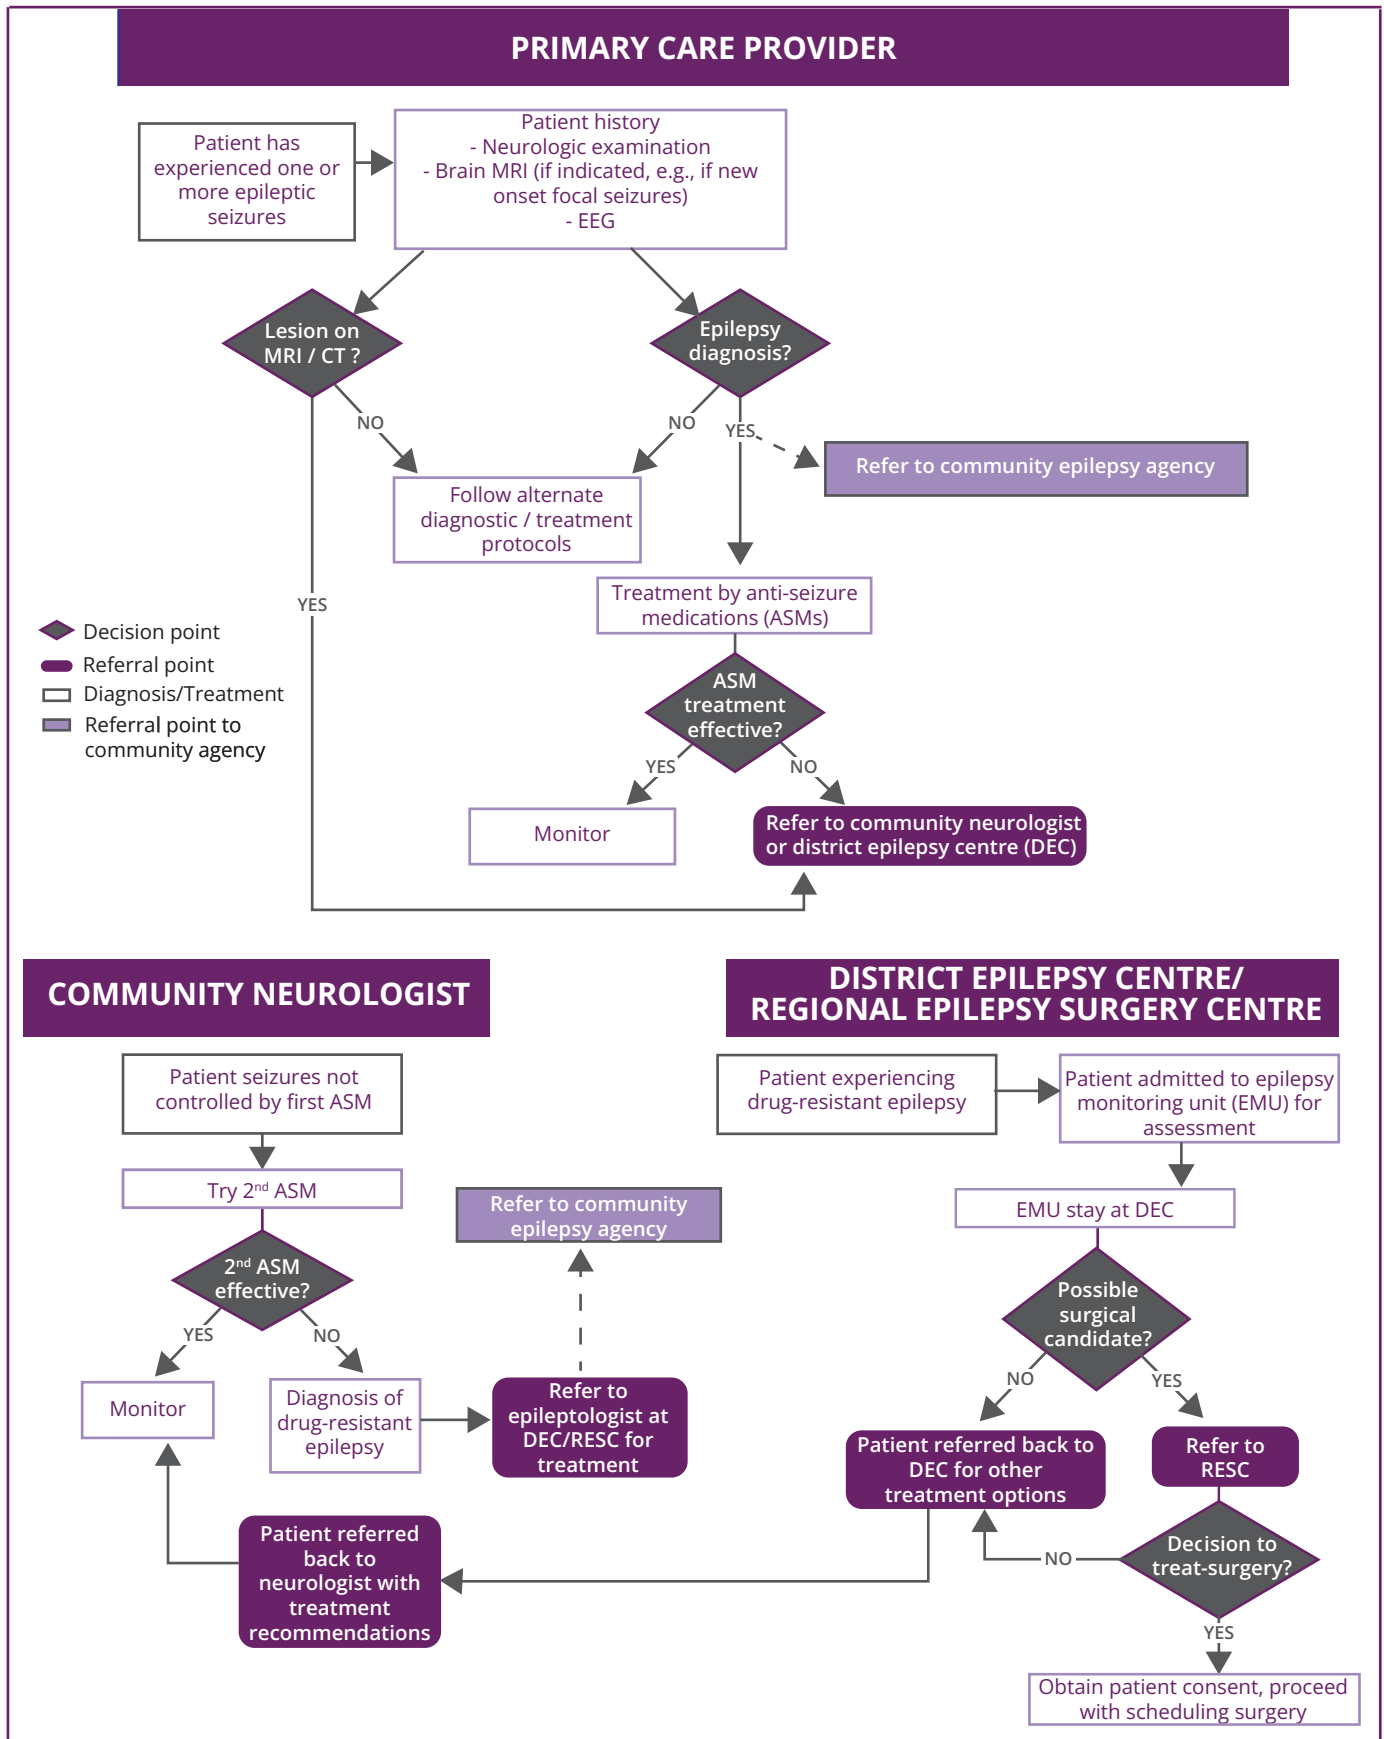 PRIMARY CARE PROVIDER
Patient has
experienced one or
more epileptic
seizures
Patient history
- Neurologic examination
- Brain MRI (if indicated, e.g., if new
onset focal seizures)
- EEG
Lesion on
MRI / CT ?
Epilepsy
diagnosis?
NO
NO
YES
Refer to community epilepsy agency
Follow alternate
diagnostic / treatment
protocols
YES
Treatment by anti-seizure
medications (ASMs)
Decision point
Referral point
Diagnosis/Treatment
Referral point to
community agency
ASM
treatment
effective?
YES
NO
Monitor
Refer to community neurologist
or district epilepsy centre (DEC)
COMMUNITY NEUROLOGIST
Patient seizures not
controlled by first ASM
Try 2nd ASM
2nd ASM
effective?
YES
NO
Monitor
Diagnosis of
drug-resistant
epilepsy
Refer to community
epilepsy agency
Refer to
epileptologist at
DEC/RESC for
treatment
Patient referred
back to
neurologist with
treatment
recommendations
DISTRICT EPILEPSY CENTRE/
REGIONAL EPILEPSY SURGERY CENTRE
Patient experiencing
drug-resistant epilepsy
Patient admitted to epilepsy
monitoring unit (EMU) for
assessment
EMU stay at DEC
Possible
surgical
candidate?
NO
YES
Patient referred back to
DEC for other
treatment options
Refer to
RESC
Decision to
treat-surgery?
NO
YES
Obtain patient consent, proceed
with scheduling surgery